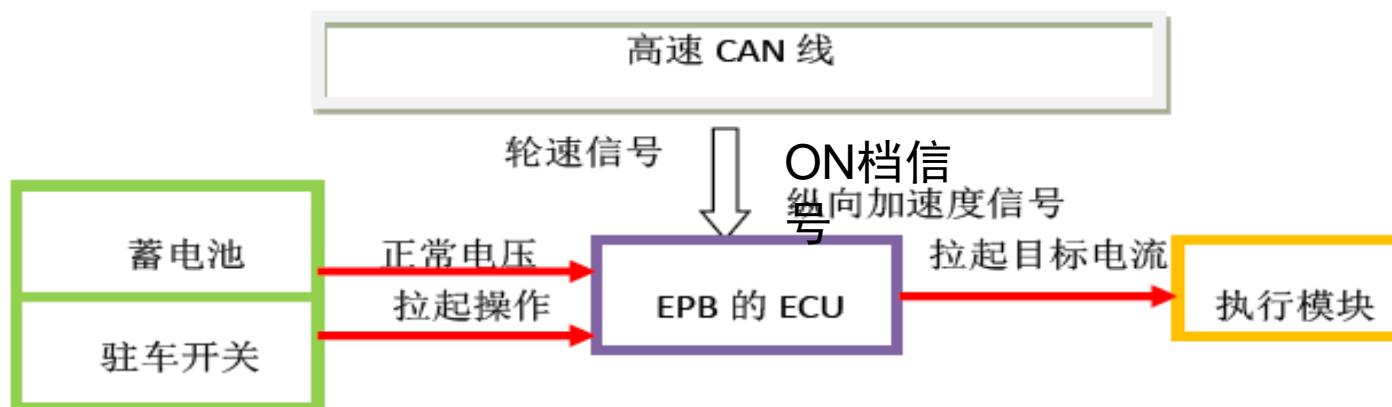 高速 CAN 线
轮速信号
ON档信
号
纵向加速度信号
蓄电池
正常电压
拉起目标电流
拉起操作
EPB 的 ECU
执行模块
驻车开关